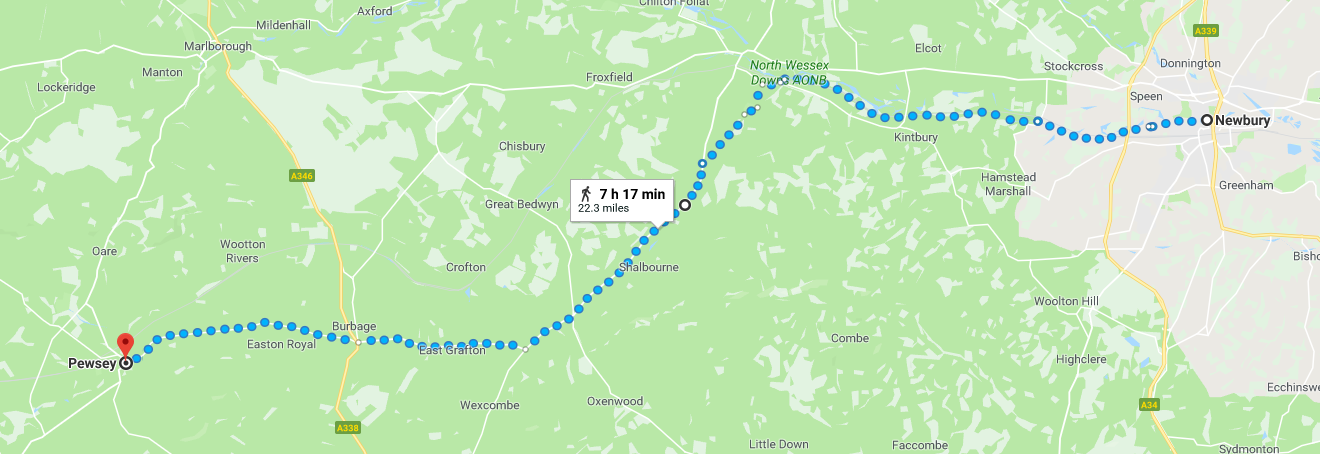 Chilton Foliat
Axford
Mildenhall
A339
Marlborough
Elcot
Manton
North Wessex
Downs AONB
Stockcross
Donnington
Froxfield
Lockeridge
Speen
Newbury
Kintbury
Chisbury
A346
Hamstead
Marshall
Greenham
7 h 17 min
22.3 miles
Great Bedwyn
Oare
Wootton
Rivers
Crofton
Shalbourne
Woolton Hill
Burbage
Easton Royal
East Grafton
Combe
Pewsey
Highclere
Wexcombe
Oxenwood
A34
A338
Little Down
Faccombe
Sydmonton